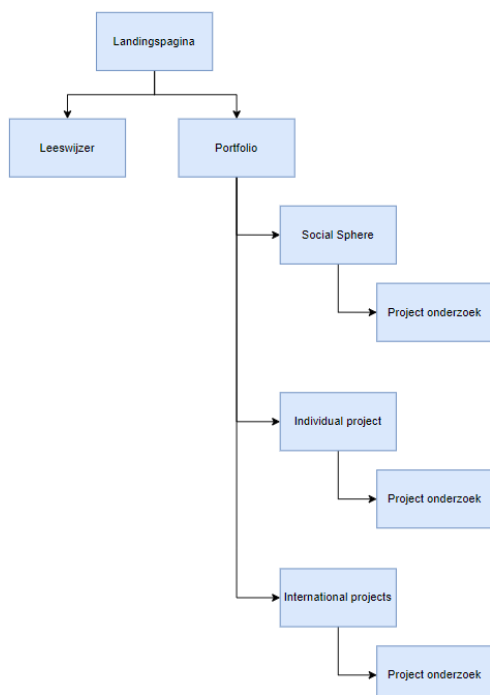 Landingspagina
Leeswijzer
Portfolio
Social Sphere
Project onderzoek
Individual project
Project onderzoek
International projects
Project onderzoek